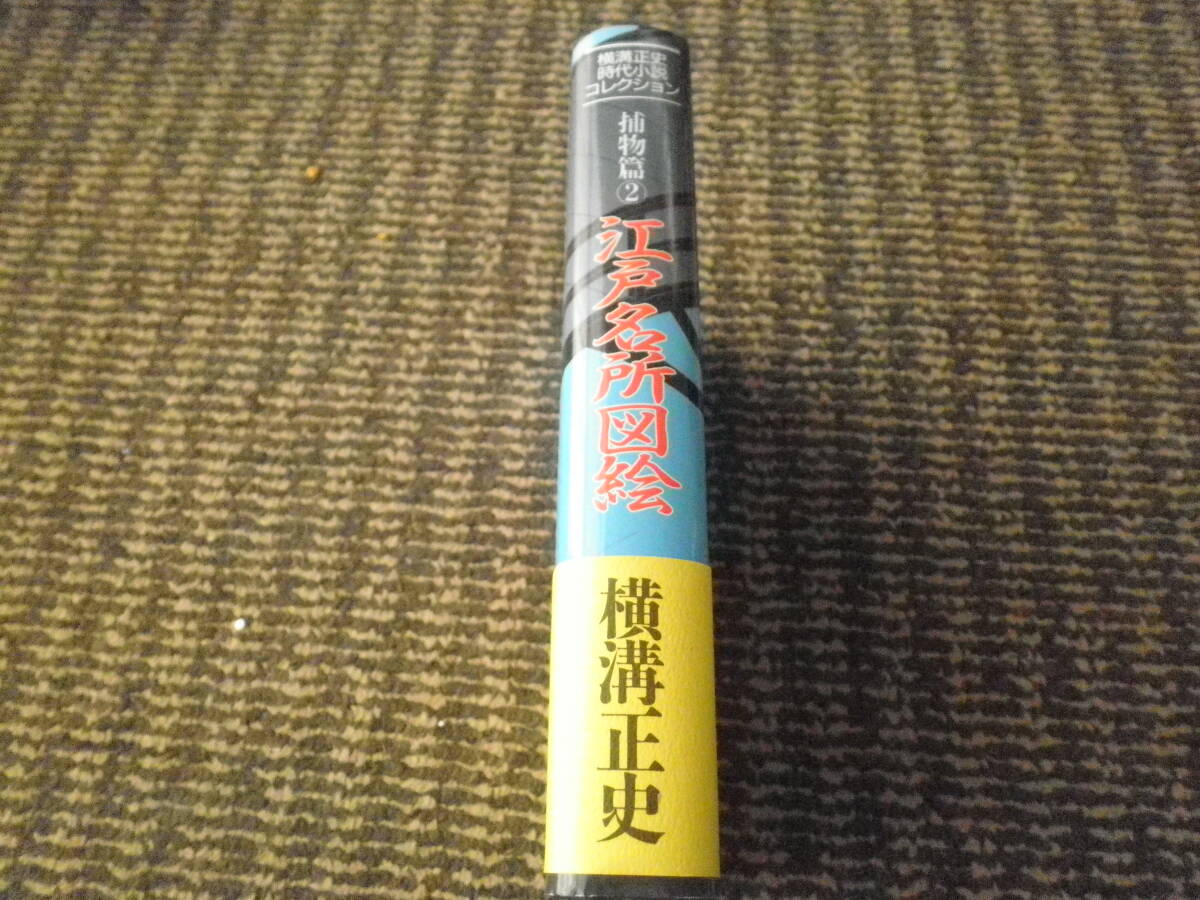 横溝正史
時代小説
コレクション
捕物篇②
江戸名所図絵
横溝正史